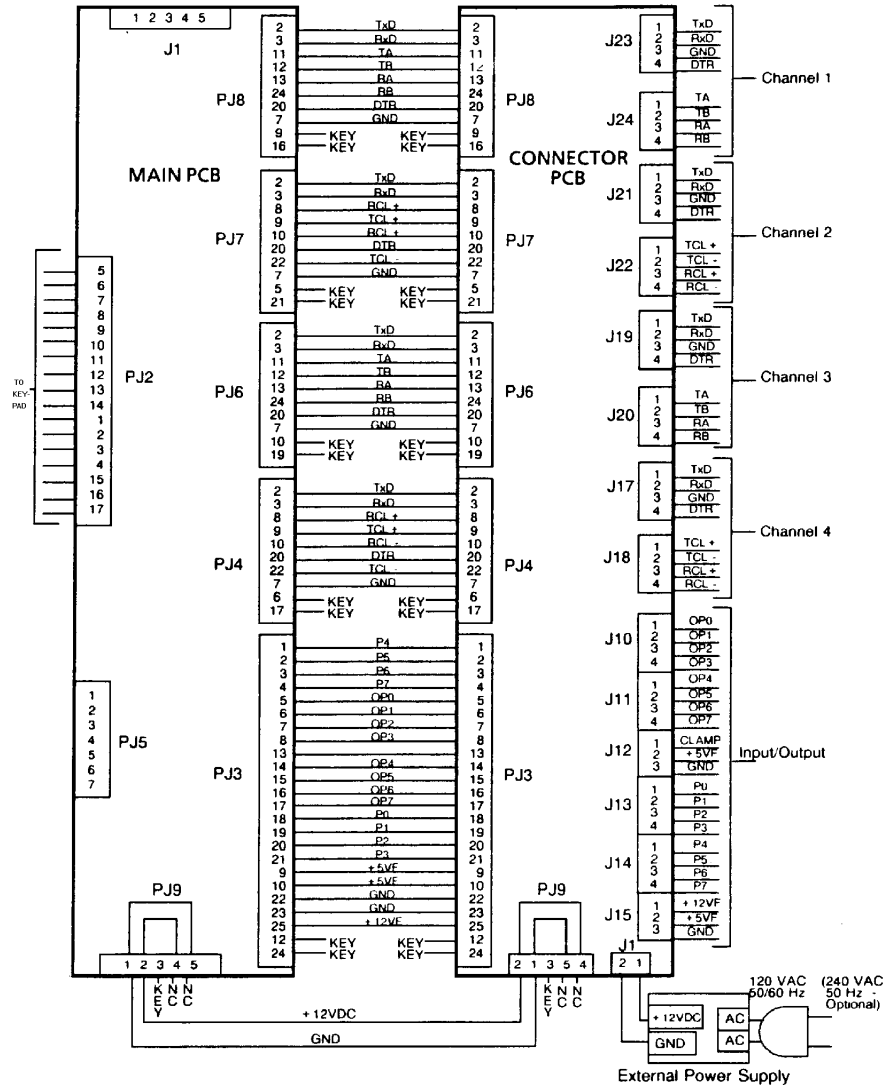 1 2 3 4 5
J1
MAIN PCB
PJ8
2 TxD 2
3 RxD 3
11 TA 11
12 TB 12
13 RA 13
24 RB 24
20 DTR 20
7 GND 7
9 KEY KEY 9
16 KEY KEY 16
PJ8
CONNECTOR
PCB
PJ7
2 TxD 2
3 RxD 3
8 RCL + 8
9 TCL + 9
10 RCL + 10
20 DTR 20
22 TCL - 22
7 GND 7
5 KEY KEY 5
21 KEY KEY 21
PJ7
PJ6
2 TxD 2
3 RxD 3
11 TA 11
12 TB 12
13 RA 13
24 RB 24
20 DTR 20
7 GND 7
10 KEY KEY 10
19 KEY KEY 19
PJ6
PJ4
2 TxD 2
3 RxD 3
8 RCL + 8
9 TCL + 9
10 RCL - 10
20 DTR 20
22 TCL - 22
7 GND 7
6 KEY KEY 6
17 KEY KEY 17
PJ4
PJ3
1 P4 1
2 P5 2
3 P6 3
4 P7 4
5 OP0 5
6 OP1 6
7 OP2 7
8 OP3 8
13 13
14 OP4 14
15 OP5 15
16 OP6 16
17 OP7 17
18 P0 18
19 P1 19
20 P2 20
21 P3 21
9 + 5VF 9
10 + 5VF 10
22 GND 22
23 GND 23
25 + 12VF 25
12 KEY KEY 12
24 KEY KEY 24
PJ3
TO
KEY-
PAD
PJ2
5
6
7
8
9
10
11
12
13
14
1
2
3
4
15
16
17
PJ5
1
2
3
4
5
6
7
PJ9
1 2 3 4 5
KEY NC NC
PJ9
2 1 3 5 4
KEY NC NC
+ 12VDC
GND
J23
1 TxD
2 RxD
3 GND
4 DTR
Channel 1
J24
1 TA
2 TB
3 RA
4 RB
J21
1 TxD
2 RxD
3 GND
4 DTR
Channel 2
J22
1 TCL +
2 TCL -
3 RCL +
4 RCL -
J19
1 TxD
2 RxD
3 GND
4 DTR
Channel 3
J20
1 TA
2 TB
3 RA
4 RB
J17
1 TxD
2 RxD
3 GND
4 DTR
Channel 4
J18
1 TCL +
2 TCL -
3 RCL +
4 RCL -
J10
1 OP0
2 OP1
3 OP2
4 OP3
J11
1 OP4
2 OP5
3 OP6
4 OP7
J12
1 CLAMP
2 + 5VF
3 GND
Input/Output
J13
1 P0
2 P1
3 P2
4 P3
J14
1 P4
2 P5
3 P6
4 P7
J15
1 + 12VF
2 + 5VF
3 GND
J1
2 1
120 VAC (240 VAC
50/60 Hz 50 Hz -
Optional)
+ 12VDC AC
GND AC
External Power Supply